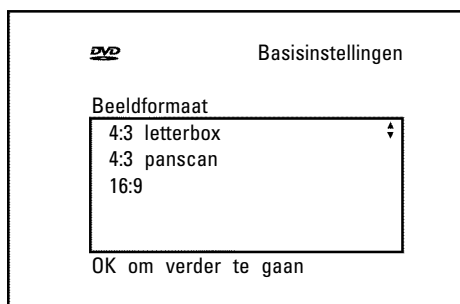 DVD Basisinstellingen
Beeldformaat
4:3 letterbox
4:3 panscan
16:9
OK om verder te gaan